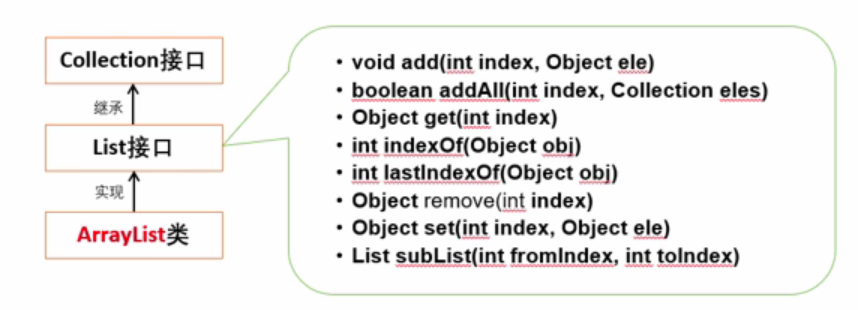 Collection接口
继承
List接口
实现
ArrayList类
• void add(int index, Object ele)
• boolean addAll(int index, Collection eles)
• Object get(int index)
• int indexOf(Object obj)
• int lastIndexOf(Object obj)
• Object remove(int index)
• Object set(int index, Object ele)
• List subList(int fromIndex, int toIndex)